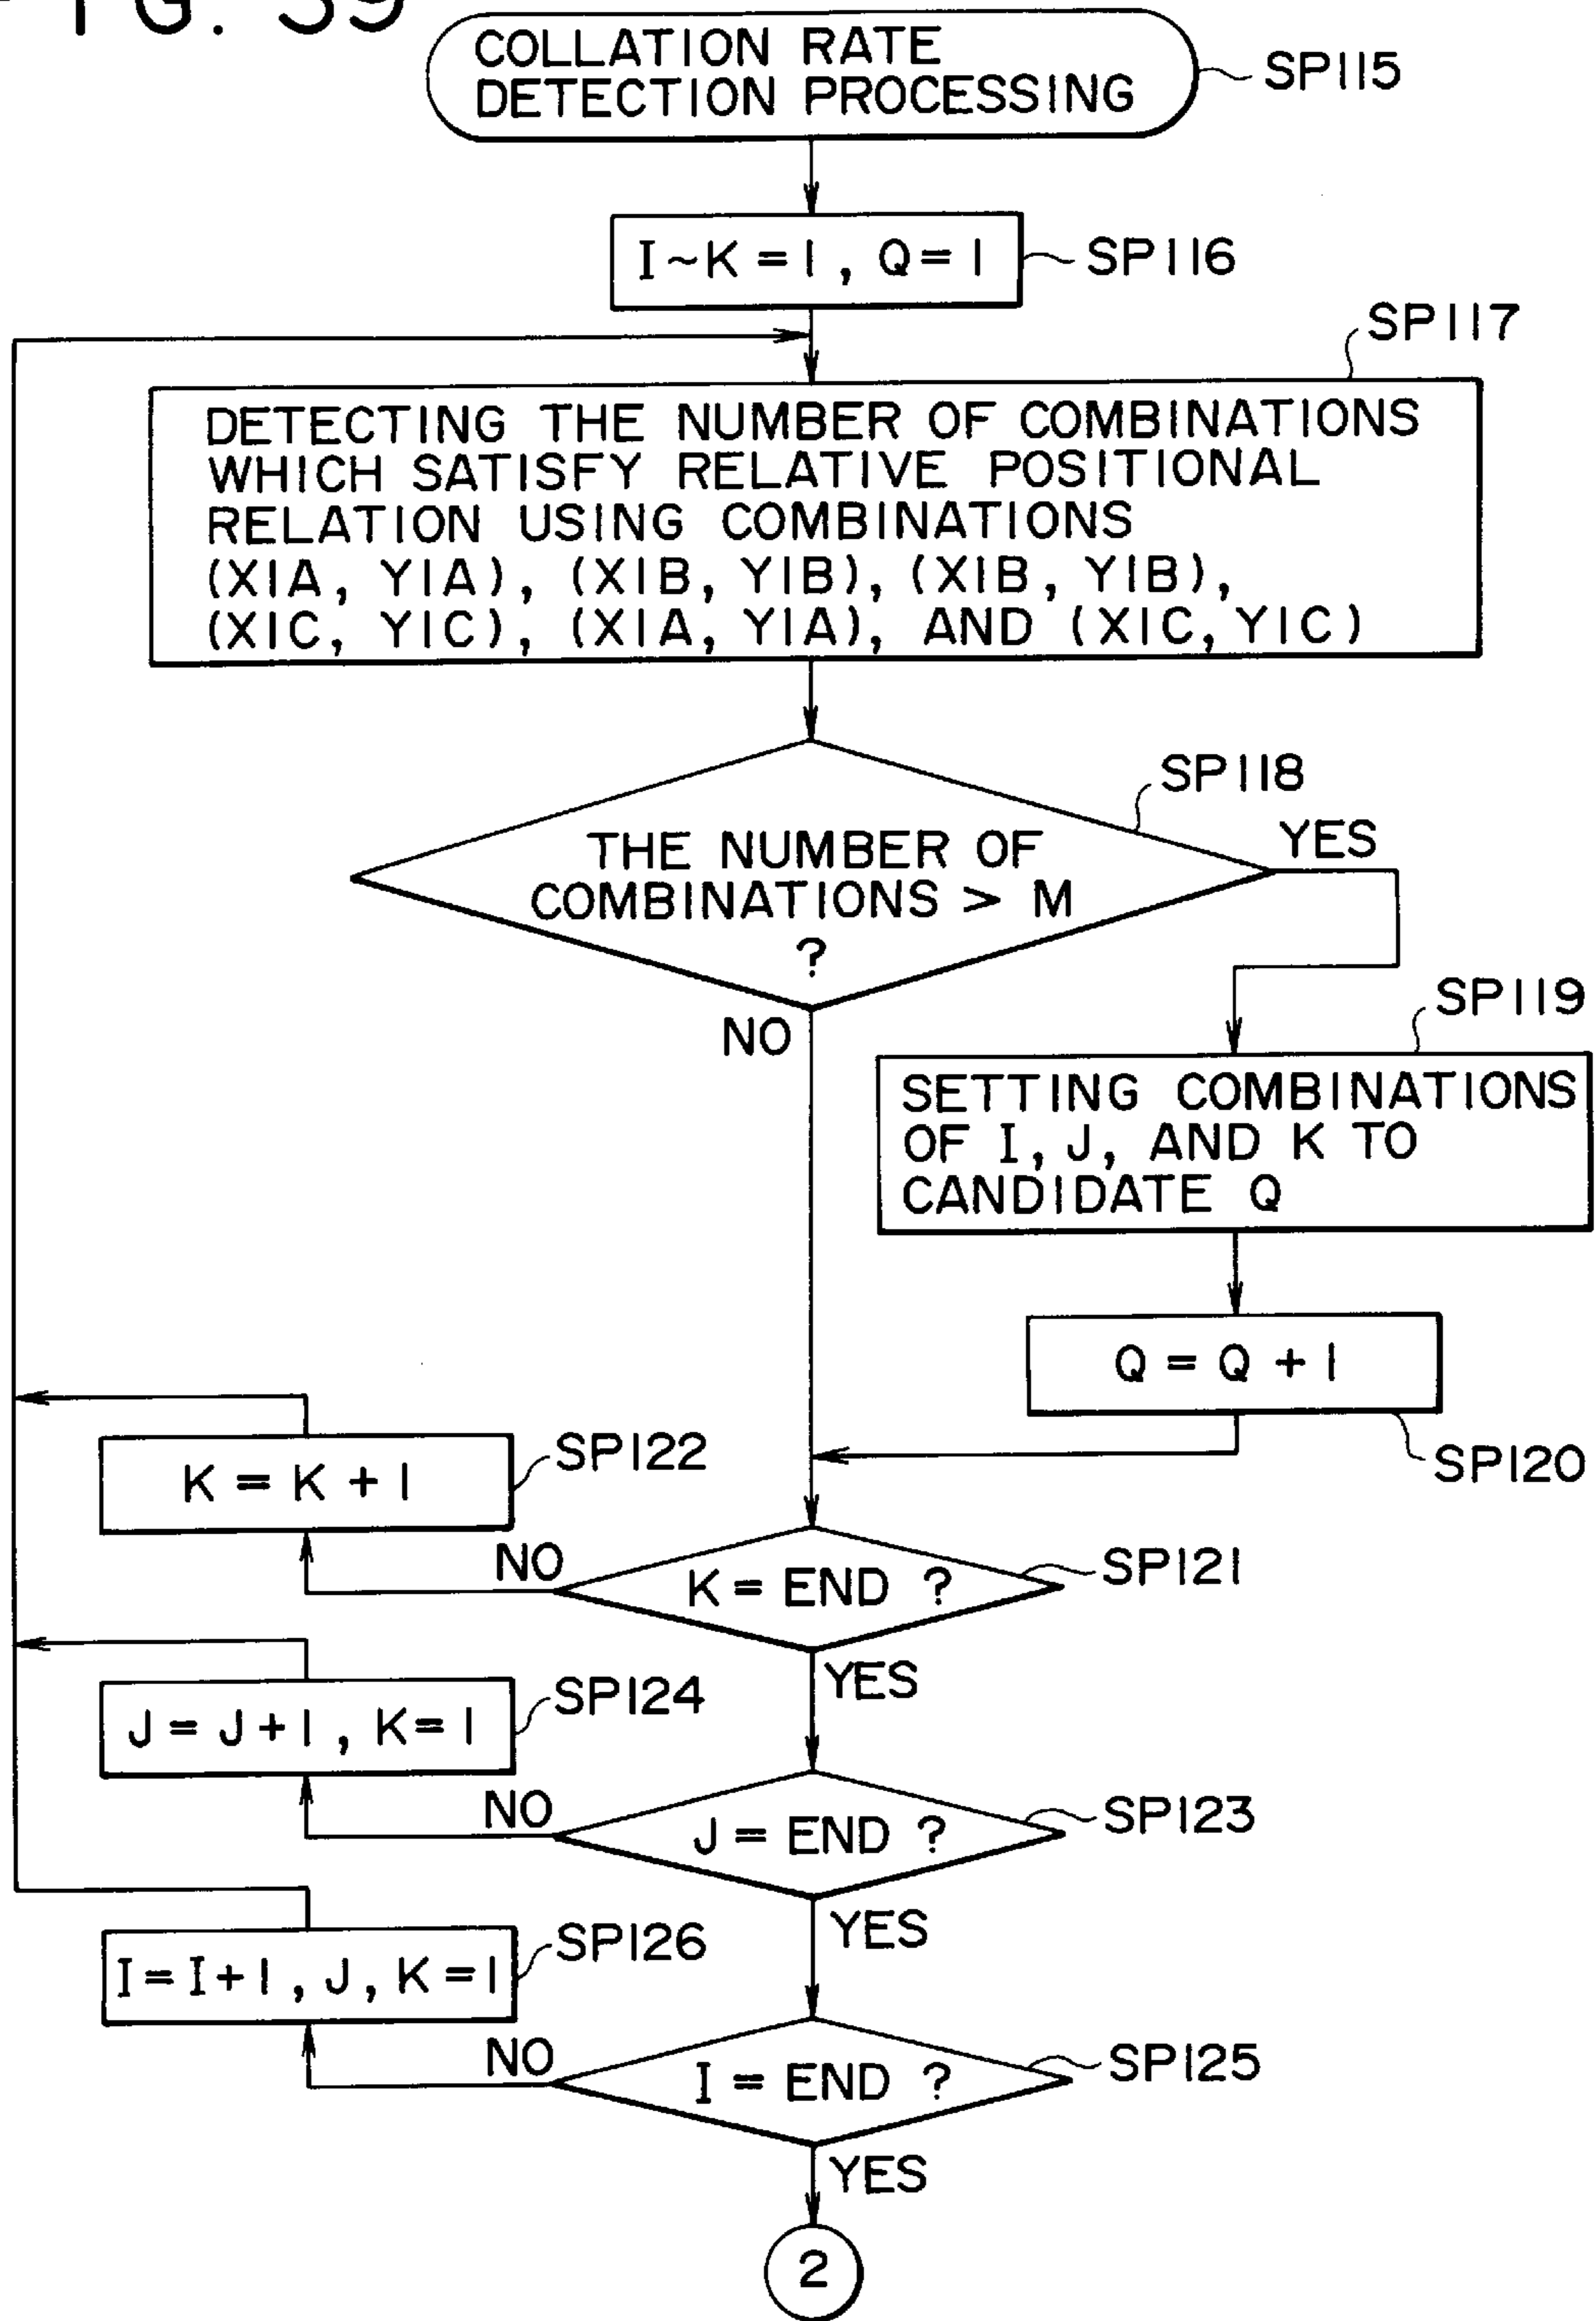 FIG. 39
COLLATION RATE
DETECTION PROCESSING
SP115
I~K=1, Q=1
SP116
SP117
DETECTING THE NUMBER OF COMBINATIONS
WHICH SATISFY RELATIVE POSITIONAL
RELATION USING COMBINATIONS
(X1A, Y1A), (X1B, Y1B), (X1B, Y1B),
(X1C, Y1C), (X1A, Y1A), AND (X1C, Y1C)
SP118
THE NUMBER OF
COMBINATIONS > M
?
YES
NO
SP119
SETTING COMBINATIONS
OF I, J, AND K TO
CANDIDATE Q
Q = Q + 1
SP120
K = K + 1
SP122
NO
K = END ?
SP121
YES
J = J+1, K=1
SP124
NO
J = END ?
SP123
YES
I=I+1, J, K=1
SP126
NO
I = END ?
SP125
YES
2